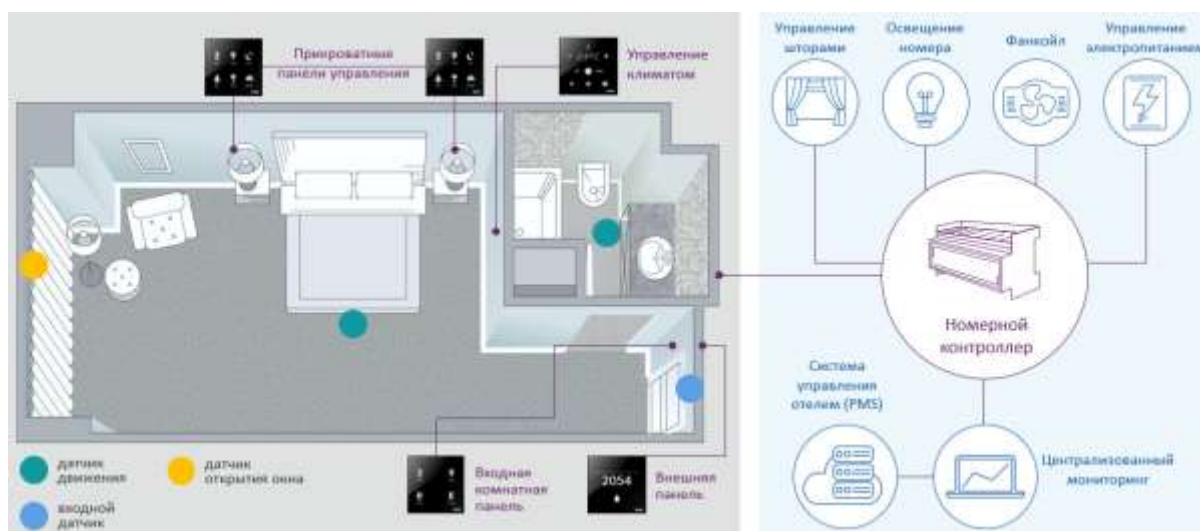 Прикроватные
панели управления
Управление
климатом
Управление
шторами
Освещение
номера
Фанкойл
Управление
электропитанием
Номерной
контроллер
Система
управления
отелем (PMS)
Централизованный
мониторинг
датчик
движения
датчик
открытия окна
входной
датчик
Входная
комнатная
панель
2054
Внешняя
панель